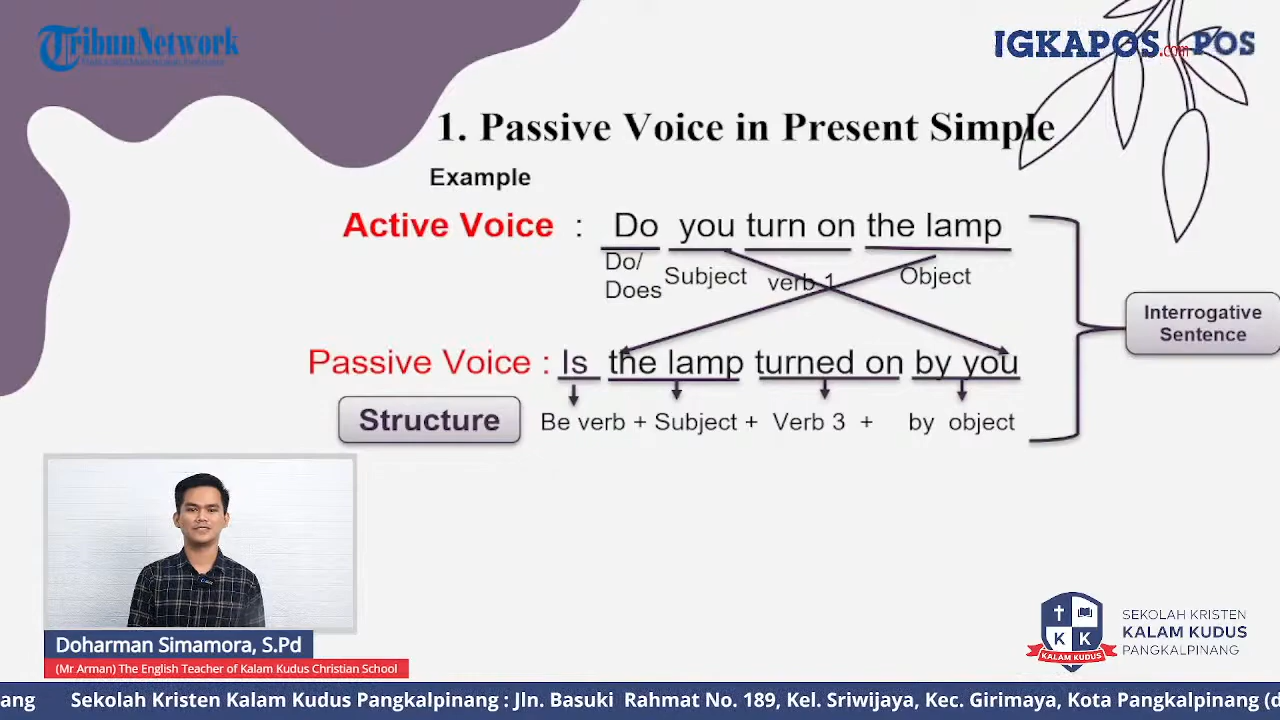 TribunNetwork
IGKAPOS.com POS
1. Passive Voice in Present Simple
Example
Active Voice : Do you turn on the lamp
Do/
Does Subject verb 1 Object
Interrogative
Sentence
Passive Voice : Is the lamp turned on by you
Structure Be verb + Subject + Verb 3 + by object
Doharman Simamora, S.Pd
(Mr Arman) The English Teacher of Kalam Kudus Christian School
K K
KALAM KUDUS
SEKOLAH KRISTEN
KALAM KUDUS
PANGKALPINANG
ang Sekolah Kristen Kalam Kudus Pangkalpinang : Jln. Basuki Rahmat No. 189, Kel. Sriwijaya, Kec. Girimaya, Kota Pangkalpinang (d